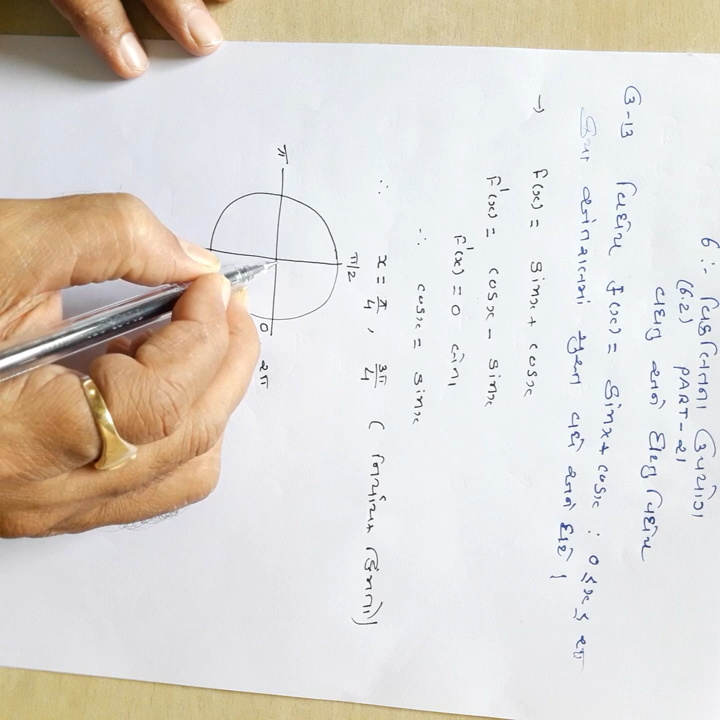 6 :- વિકલિતના ઉપયોગ
(6.2) PART-21
વધતુ અને ઘટતુ વિધેય
ઉ-13 વિધેય f(x) = sinx + cosx : 0 ≤ x ≤ 2π
કયા અંતરાલમાં ચુસ્ત વધે અને ઘટે ।
→ f(x) = sinx + cosx
f'(x) = cosx - sinx
f'(x) = 0 લેતા,
∴ cosx = sinx
∴ x = π/4 , 3π/4 ( નિર્ણાયક કિંમતો )
π/2
π
0 2π